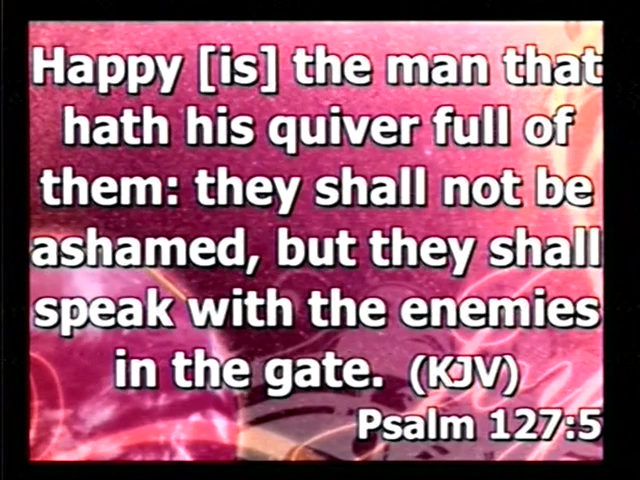 Happy [is] the man that
hath his quiver full of
them: they shall not be
ashamed, but they shall
speak with the enemies
in the gate. (KJV)
Psalm 127:5